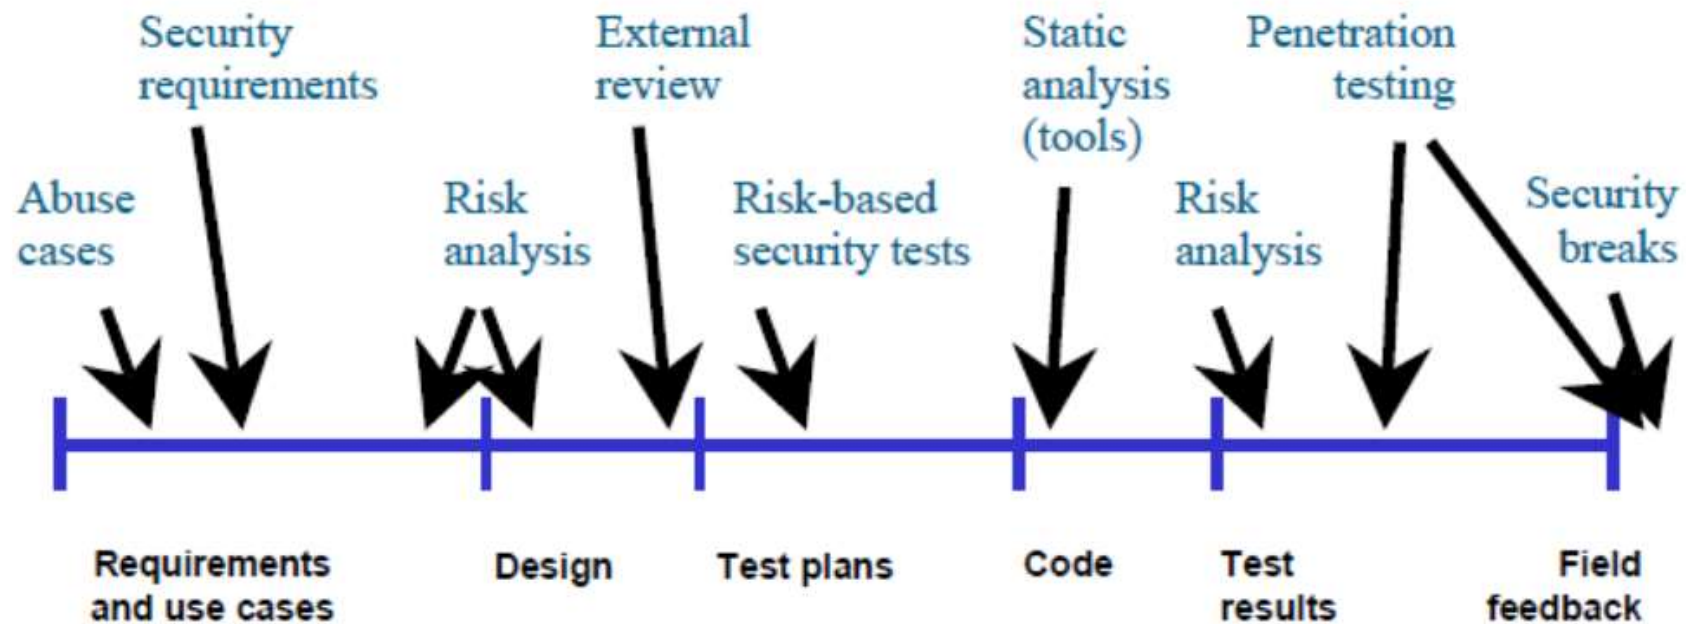 Security
requirements
External
review
Static
analysis
(tools)
Penetration
testing
Abuse
cases
Risk
analysis
Risk-based
security tests
Risk
analysis
Security
breaks
Requirements
and use cases
Design
Test plans
Code
Test
results
Field
feedback